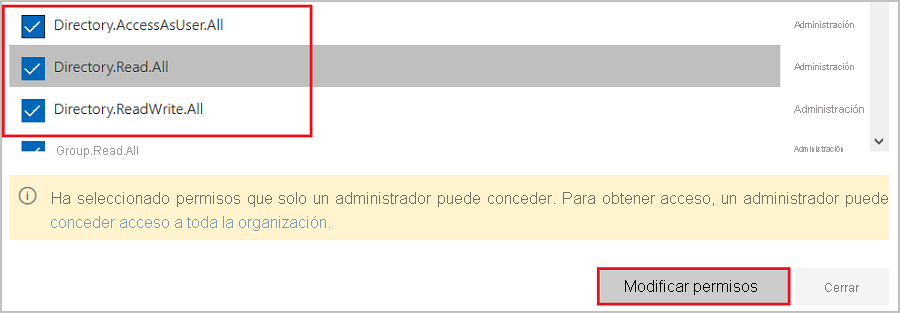 Directory.AccessAsUser.All Administración
Directory.Read.All Administración
Directory.ReadWrite.All Administración
Group.Read.All Administración
Ha seleccionado permisos que solo un administrador puede conceder. Para obtener acceso, un administrador puede
conceder acceso a toda la organización.
Modificar permisos Cerrar